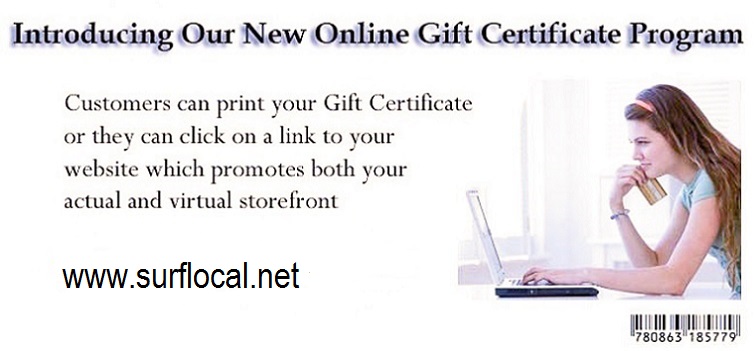 Introducing Our New Online Gift Certificate Program
Customers can print your Gift Certificate
or they can click on a link to your
website which promotes both your
actual and virtual storefront
www.surflocal.net
780863 185779